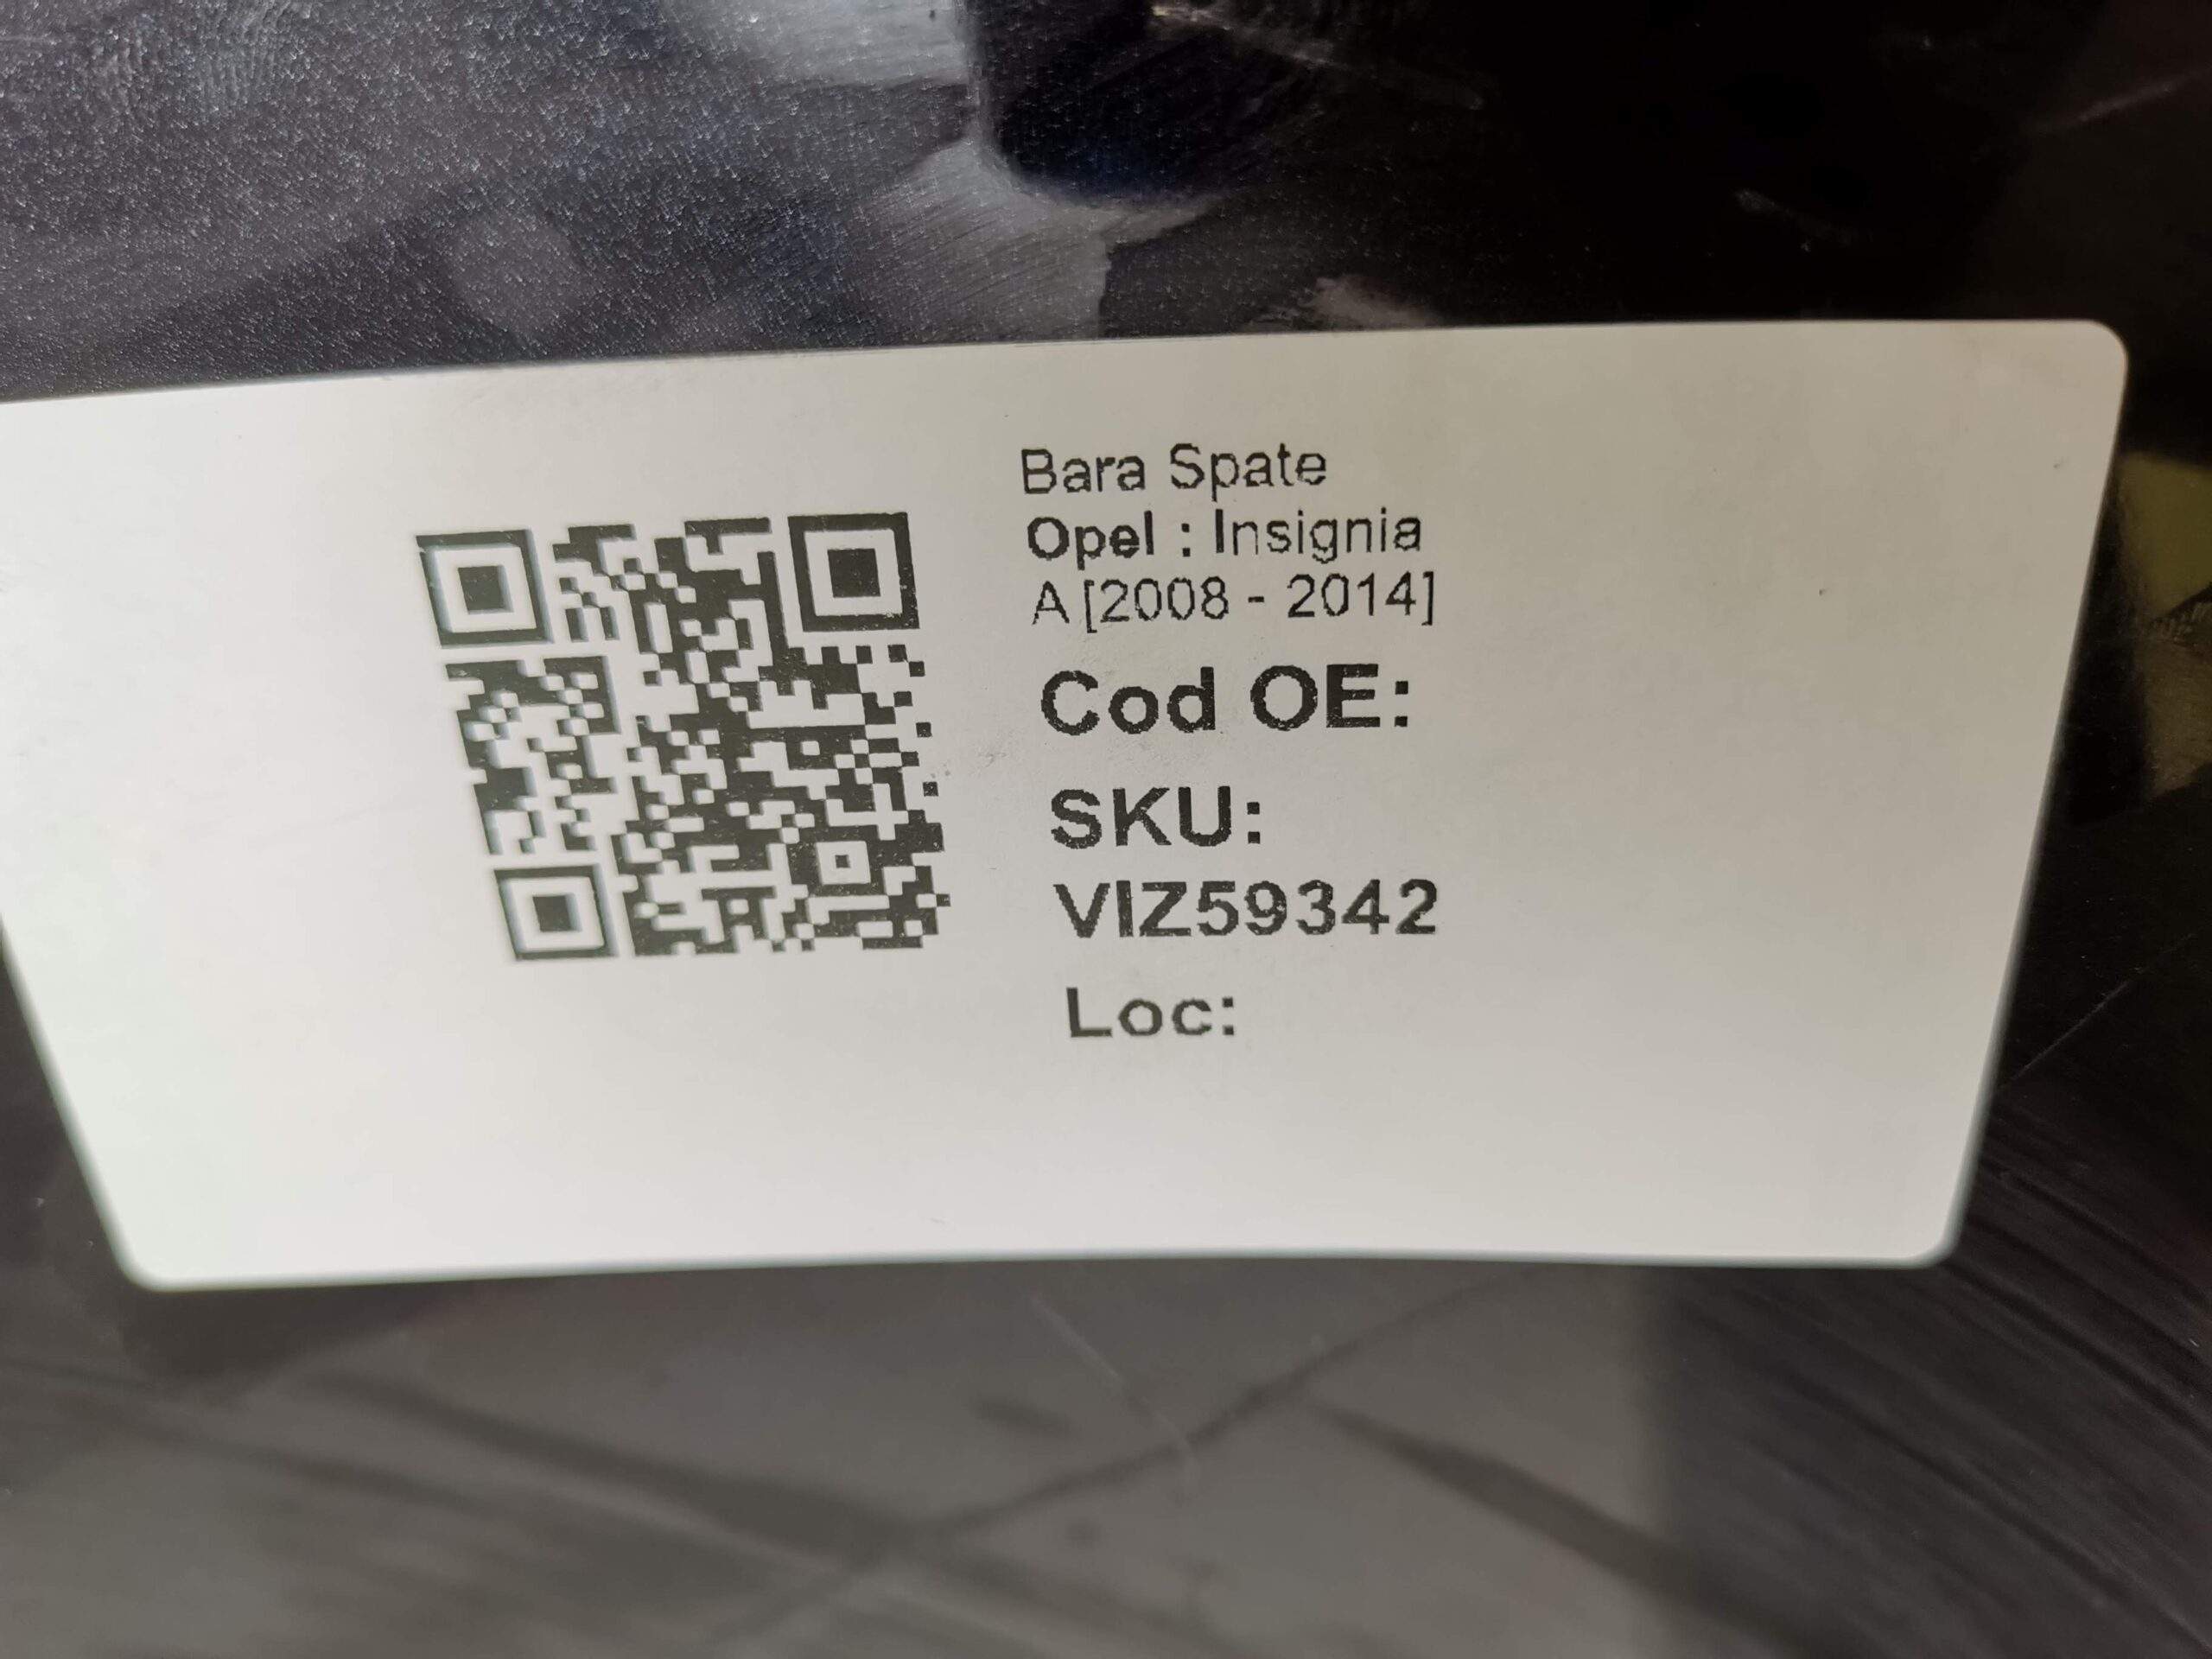 Bara Spate
Opel : Insignia
A [2008 - 2014]
Cod OE:
SKU:
VIZ59342
Loc: